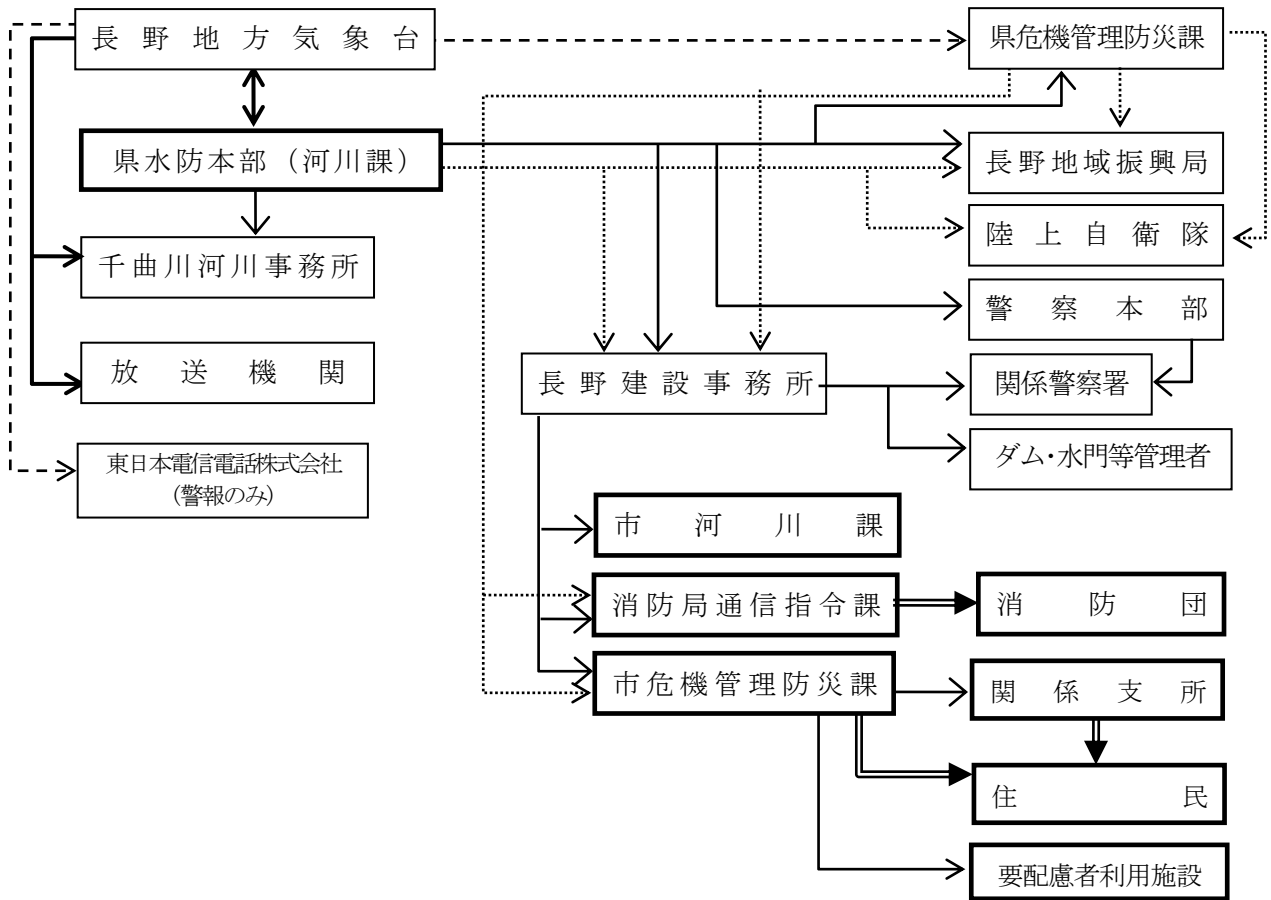 長野地方気象台
県危機管理防災課
県水防本部（河川課）
長野地域振興局
陸上自衛隊
千曲川河川事務所
警察本部
放送機関
長野建設事務所
関係警察署
東日本電信電話株式会社
（警報のみ）
ダム・水門等管理者
市河川課
消防局通信指令課
消防団
市危機管理防災課
関係支所
住民
要配慮者利用施設